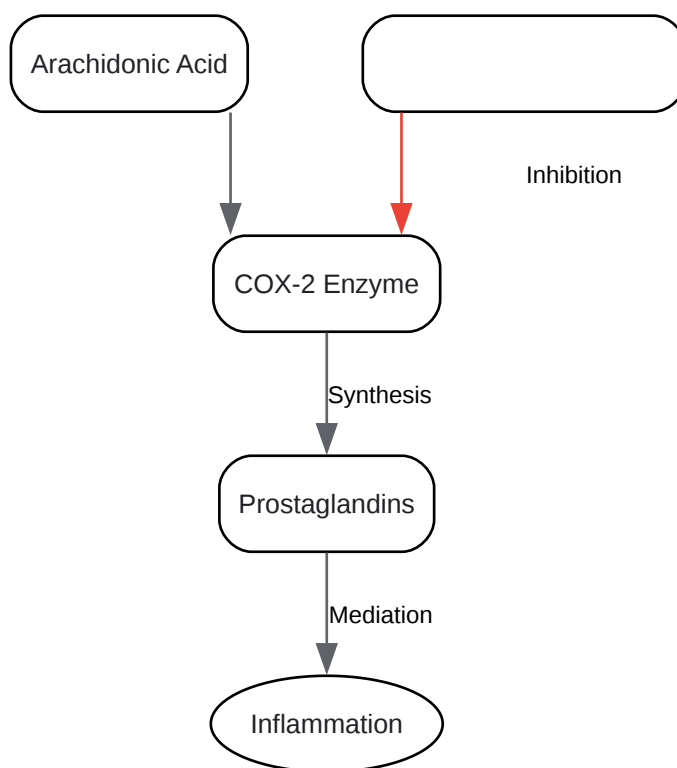 Arachidonic Acid
Inhibition
COX-2 Enzyme
Synthesis
Prostaglandins
Mediation
Inflammation